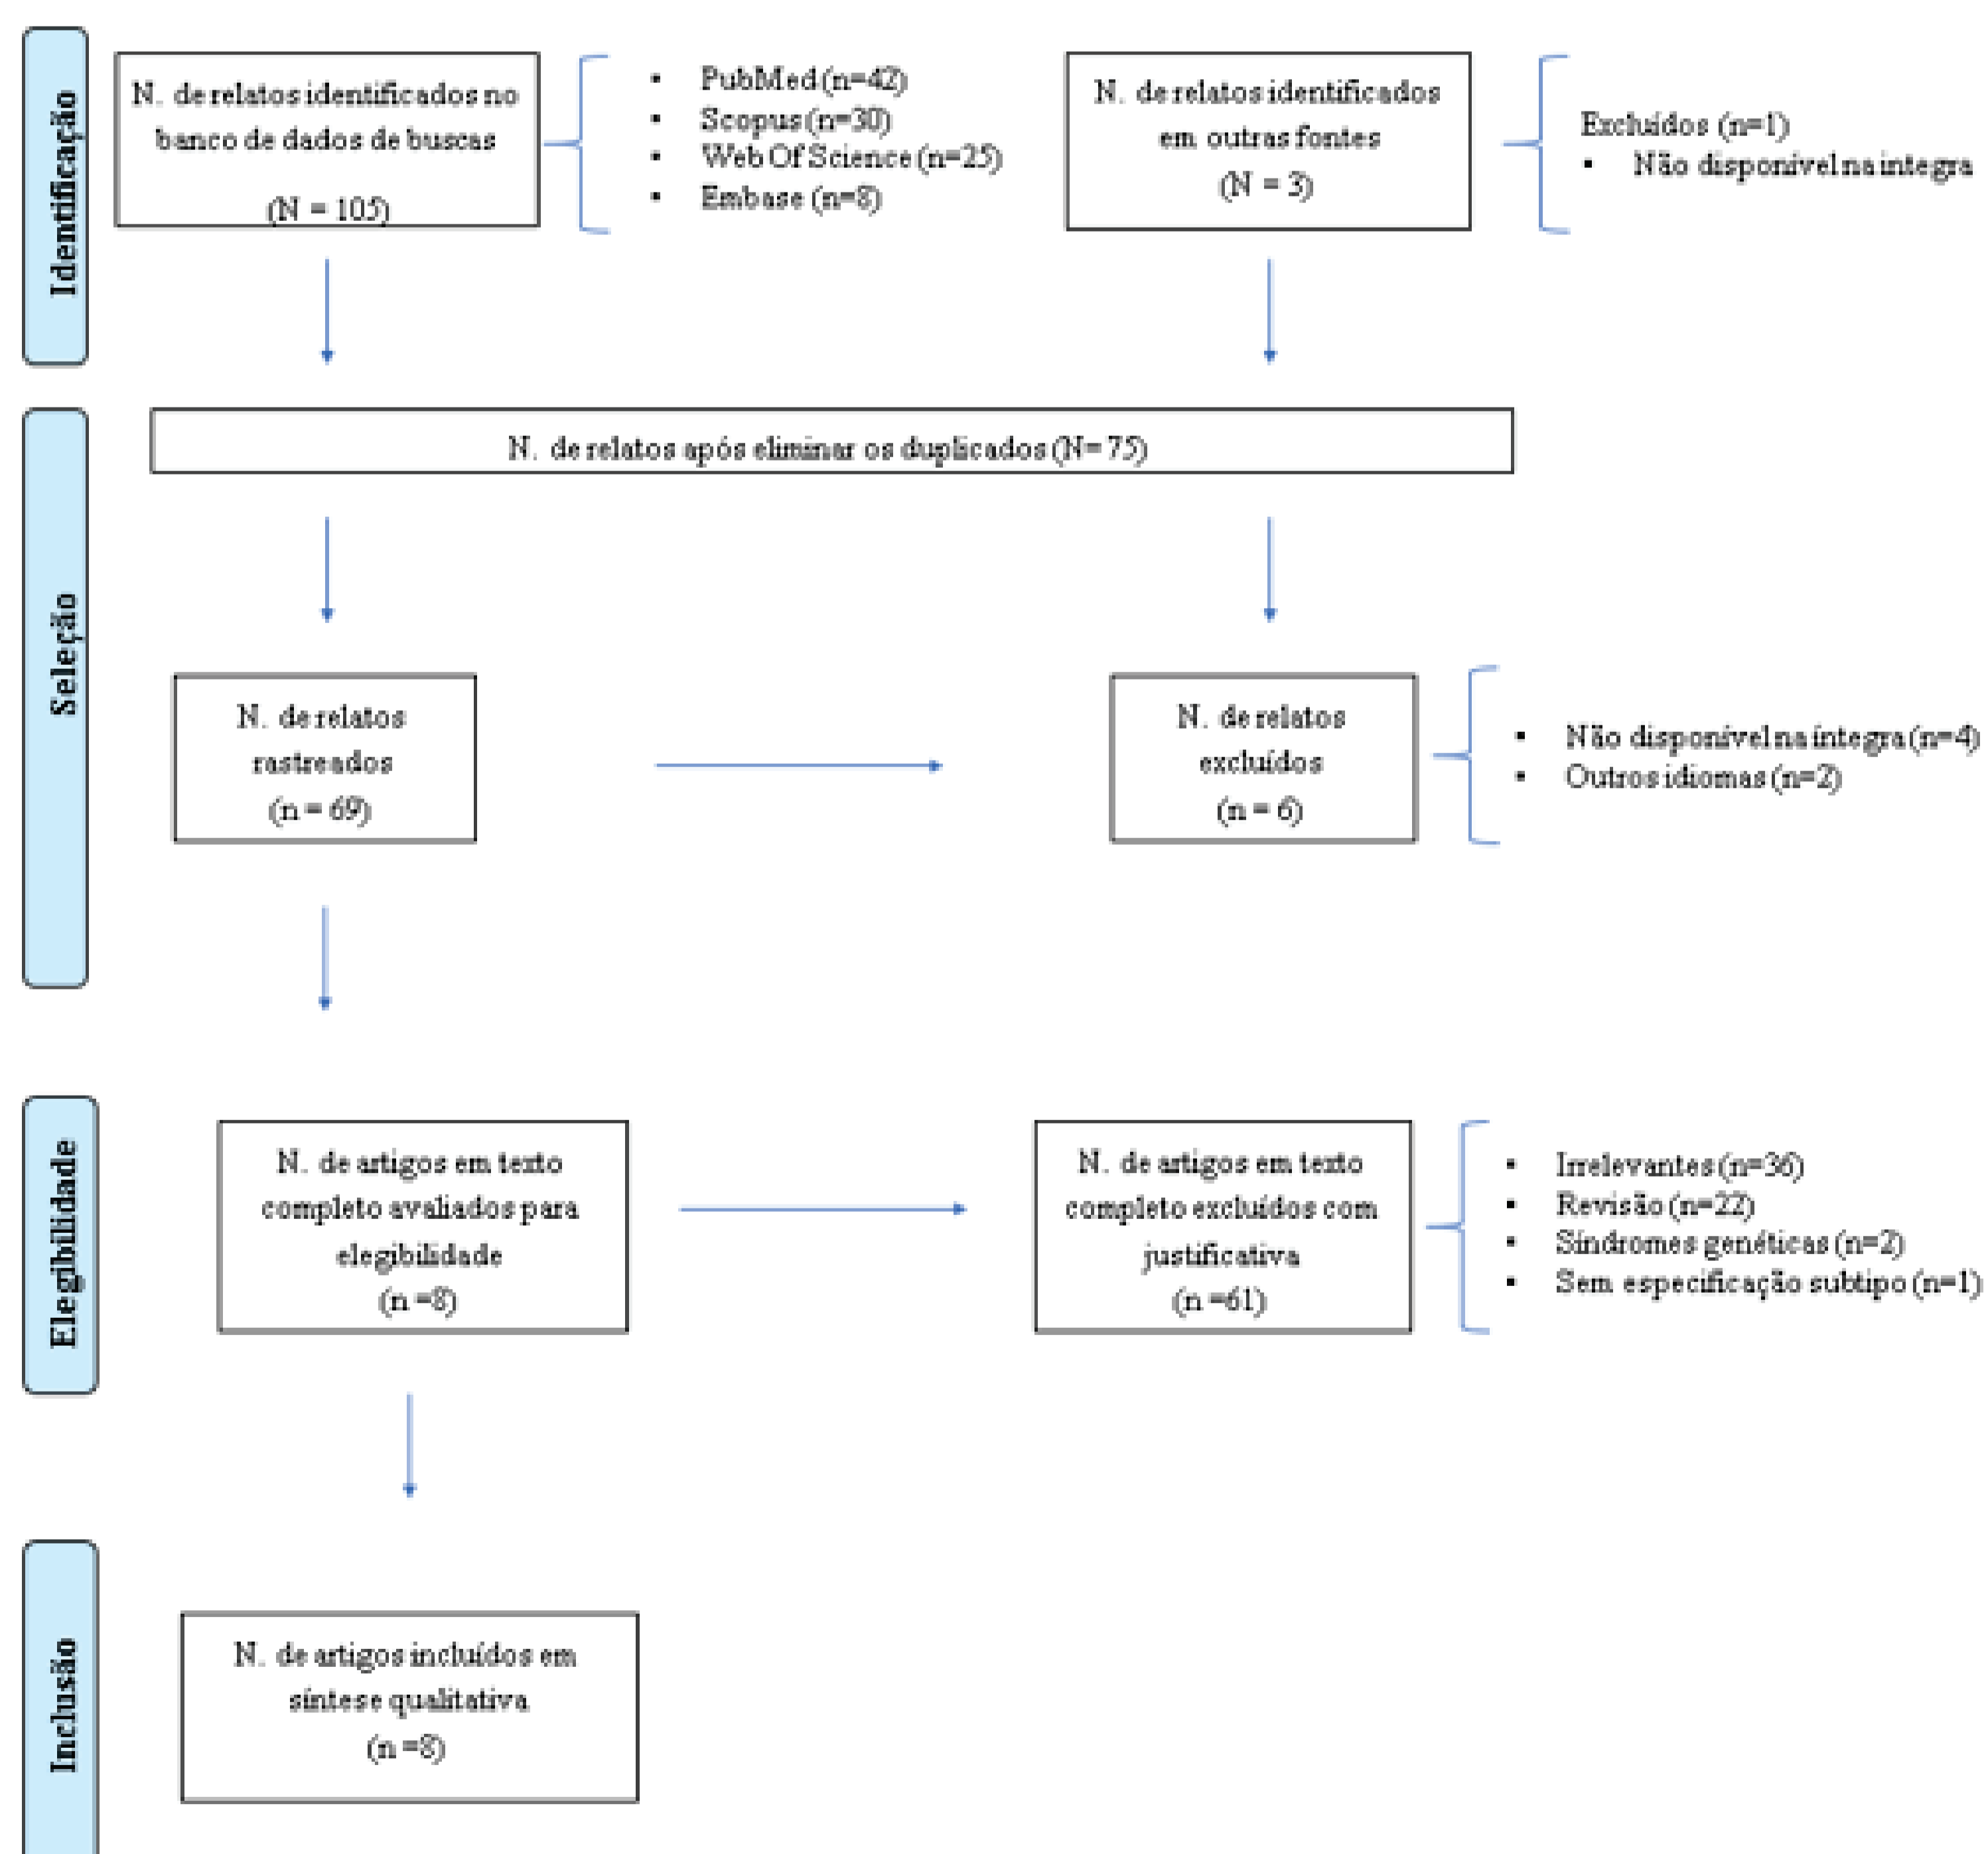 Identificação
N. de relatos identificados no
banco de dados de buscas
(N = 105)
▪ PubMed (n=42)
▪ Scopus (n=30)
▪ Web Of Science (n=25)
▪ Embase (n=8)
N. de relatos identificados
em outras fontes
(N = 3)
Excluídos (n=1)
▪ Não disponível na integra
Seleção
N. de relatos após eliminar os duplicados (N= 75)
N. de relatos
rastreados
(n = 69)
N. de relatos
excluídos
(n = 6)
▪ Não disponível na íntegra (n=4)
▪ Outros idiomas (n=2)
Elegibilidade
N. de artigos em texto
completo avaliados para
elegibilidade
(n =8)
N. de artigos em texto
completo excluídos com
justificativa
(n =61)
▪ Irrelevantes (n=36)
▪ Revisão (n=22)
▪ Síndromes genéticas (n=2)
▪ Sem especificação subtipo (n=1)
Inclusão
N. de artigos incluídos em
síntese qualitativa
(n =8)